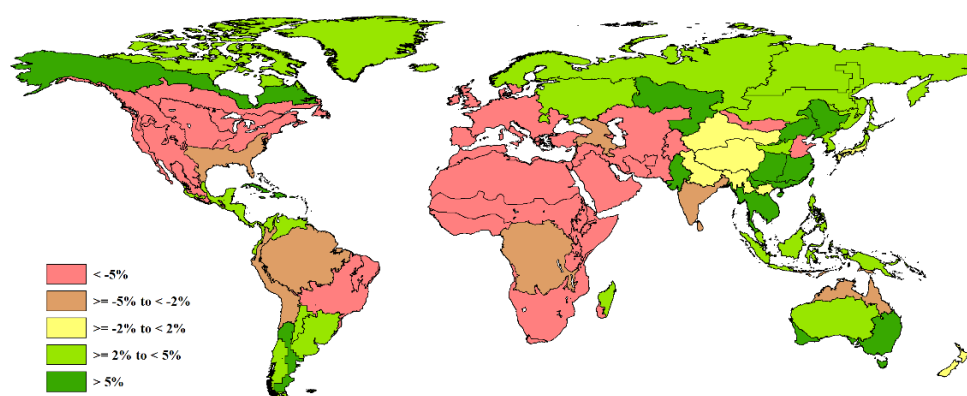 < -5%
>= -5% to < -2%
>= -2% to < 2%
>= 2% to < 5%
> 5%